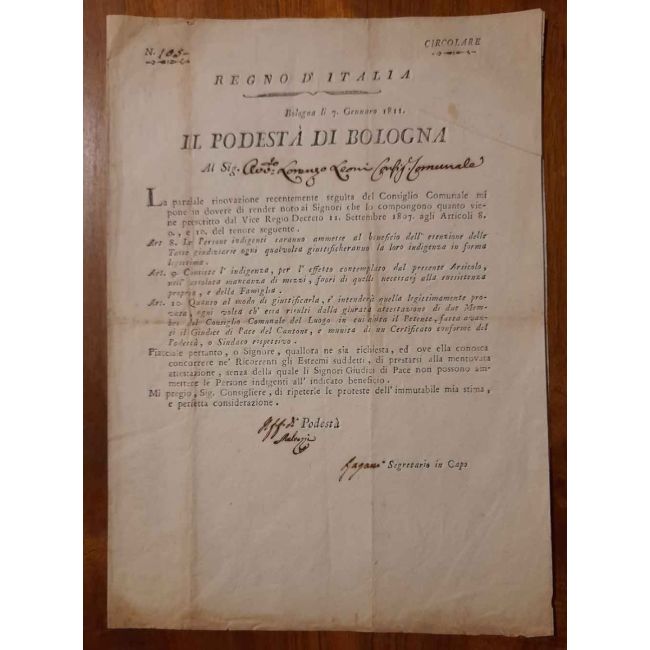 N. 105
CIRCOLARE
REGNO D' ITALIA
Bologna li 7. Gennaro 1811.
IL PODESTÀ DI BOLOGNA
Al Sig. Avv.to Lorenzo Leoni Consig.e Comunale
La parziale rinovazione recentemente seguita del Consiglio Comunale mi
pone in dovere di render noto ai Signori che lo compongono quanto vie-
ne prescritto dal Vice Regio Decreto 11. Settembre 1807. agli Articoli 8.
9., e 10. del tenore seguente.
Art. 8. Le Persone indigenti saranno ammesse al beneficio dell' esenzione delle
Tasse giudiziarie ogni qualvolta giustificheranno la loro indigenza in forma
legittima.
Art. 9. Consiste l' indigenza, per l' effetto contemplato dal presente Articolo,
nell' assoluta mancanza di mezzi, fuori di quelli necessarj alla sussistenza
propria, e della Famiglia.
Art. 10. Quanto al modo di giustificarla, s' intenderà quella legittimamente pro-
vata, ogni volta ch' essa risulti dalla giurata attestazione di due Mem-
bri del Consiglio Comunale del Luogo in cui abita il Petente, fatta avan-
ti il Giudice di Pace del Cantone, e munita di un Certificato conforme del
Podestà, o Sindaco rispettivo.
Piacciale pertanto, o Signore, quallora ne sia richiesta, ed ove ella conosca
concorrere ne' Ricorrenti gli Estremi suddetti, di prestarsi alla mentovata
attestazione, senza della quale li Signori Giudici di Pace non possono am-
mettere le Persone indigenti all' indicato beneficio.
Mi pregio, Sig. Consigliere, di ripeterle le proteste dell' immutabile mia stima,
e perfetta considerazione.
Podestà
Segretario in Capo